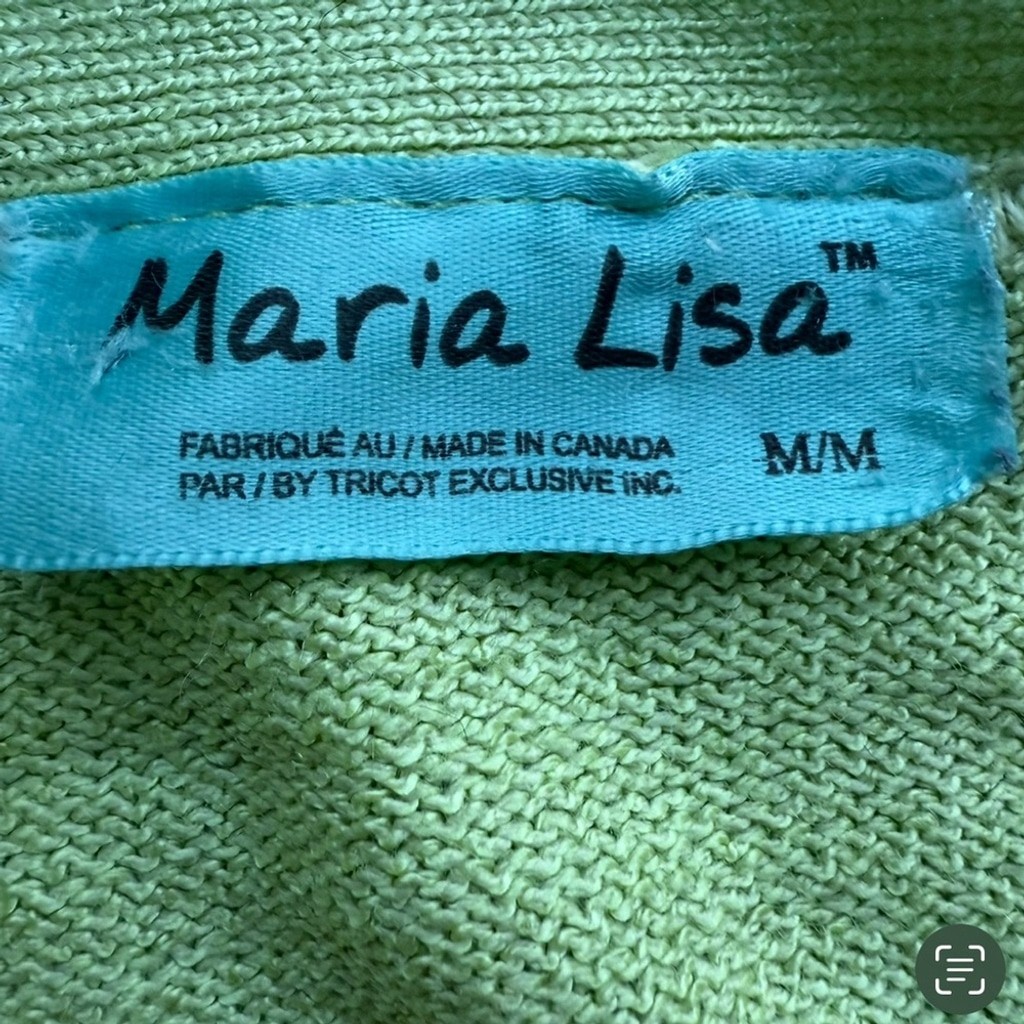 Maria Lisa™
FABRIQUÉ AU / MADE IN CANADA
PAR / BY TRICOT EXCLUSIVE INC.
M/M